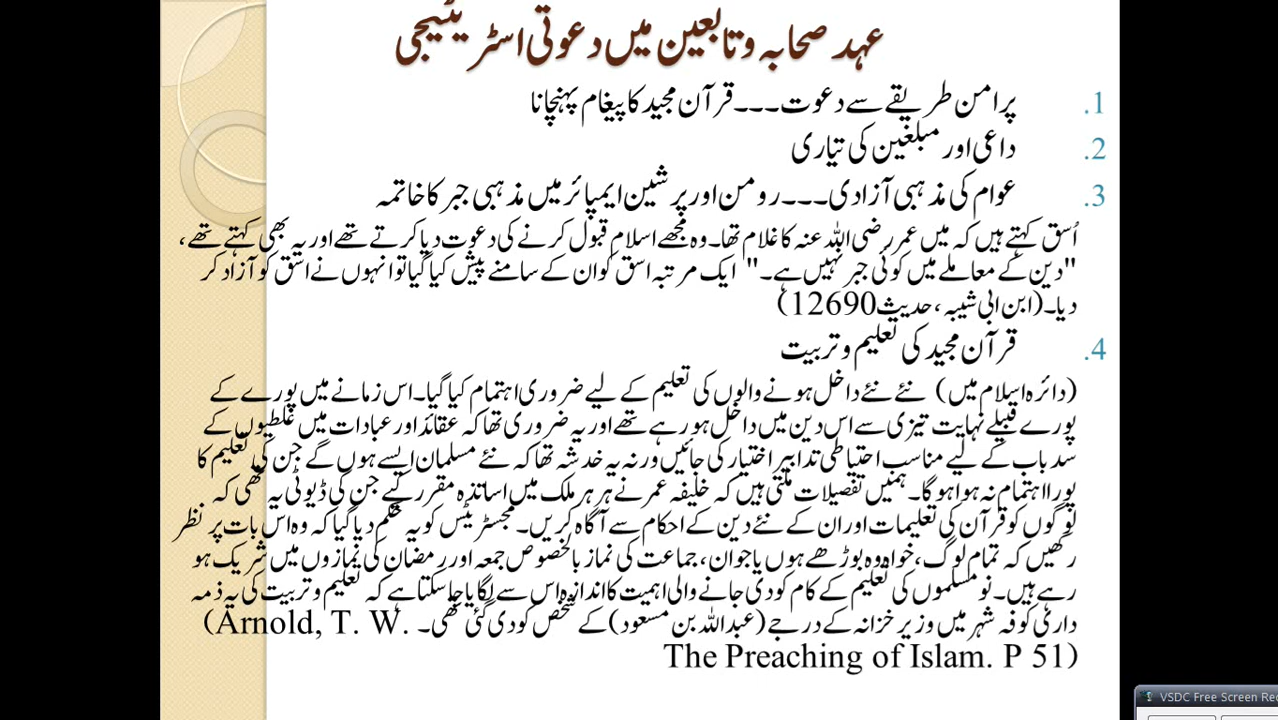 عہد صحابہ و تابعین میں دعوتی اسٹریٹیجی
1. پرامن طریقے سے دعوت۔۔۔قرآن مجید کا پیغام پہنچانا
2. داعی اور مبلغین کی تیاری
3. عوام کی مذہبی آزادی۔۔۔رومن اور پرشین ایمپائر میں مذہبی جبر کا خاتمہ
اُسق کہتے ہیں کہ میں عمر رضی اللہ عنہ کا غلام تھا۔ وہ مجھے اسلام قبول کرنے کی دعوت دیا کرتے تھے اور یہ بھی کہتے تھے،
"دین کے معاملے میں کوئی جبر نہیں ہے۔" ایک مرتبہ اسق کو ان کے سامنے پیش کیا گیا تو انہوں نے اسق کو آزاد کر
دیا۔ (ابن ابی شیبہ، حدیث 12690)
4. قرآن مجید کی تعلیم و تربیت
(دائرہ اسلام میں) نئے نئے داخل ہونے والوں کی تعلیم کے لیے ضروری اہتمام کیا گیا۔ اس زمانے میں پورے کے
پورے قبیلے نہایت تیزی سے اس دین میں داخل ہو رہے تھے اور یہ ضروری تھا کہ عقائد اور عبادات میں غلطیوں کے
سدباب کے لیے مناسب احتیاطی تدابیر اختیار کی جائیں ورنہ یہ خدشہ تھا کہ نئے مسلمان ایسے ہوں گے جن کی تعلیم کا
پورا اہتمام نہ ہوا ہو گا۔ ہمیں تفصیلات ملتی ہیں کہ خلیفہ عمر نے ہر ہر ملک میں اساتذہ مقرر کیے جن کی ڈیوٹی یہ تھی کہ
لوگوں کو قرآن کی تعلیمات اور ان کے نئے دین کے احکام سے آگاہ کریں۔ مجسٹریٹس کو یہ حکم دیا گیا کہ وہ اس بات پر نظر
رکھیں کہ تمام لوگ، خواہ وہ بوڑھے ہوں یا جوان، جماعت کی نماز بالخصوص جمعہ اور رمضان کی نمازوں میں شریک ہو
رہے ہیں۔ نو مسلموں کی تعلیم کے کام کو دی جانے والی اہمیت کا اندازہ اس سے لگایا جا سکتا ہے کہ تعلیم و تربیت کی یہ ذمہ
داری کوفہ شہر میں وزیر خزانہ کے درجے (عبداللہ بن مسعود) کے شخص کو دی گئی تھی۔ (Arnold, T. W.
The Preaching of Islam. P 51)
VSDC Free Screen Rec